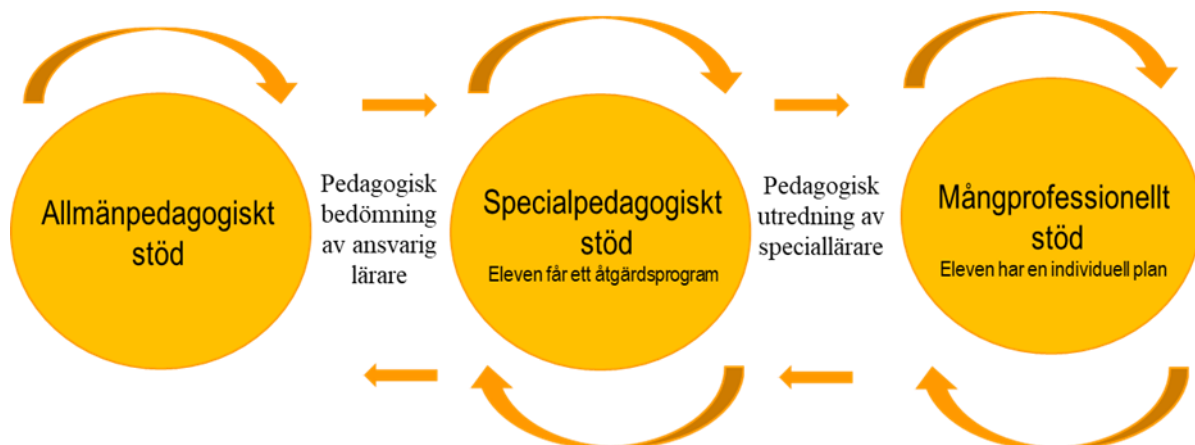 Allmänpedagogiskt
stöd
Pedagogisk
bedömning
av ansvarig
lärare
Specialpedagogiskt
stöd
Eleven får ett åtgärdsprogram
Pedagogisk
utredning av
speciallärare
Mångprofessionellt
stöd
Eleven har en individuell plan